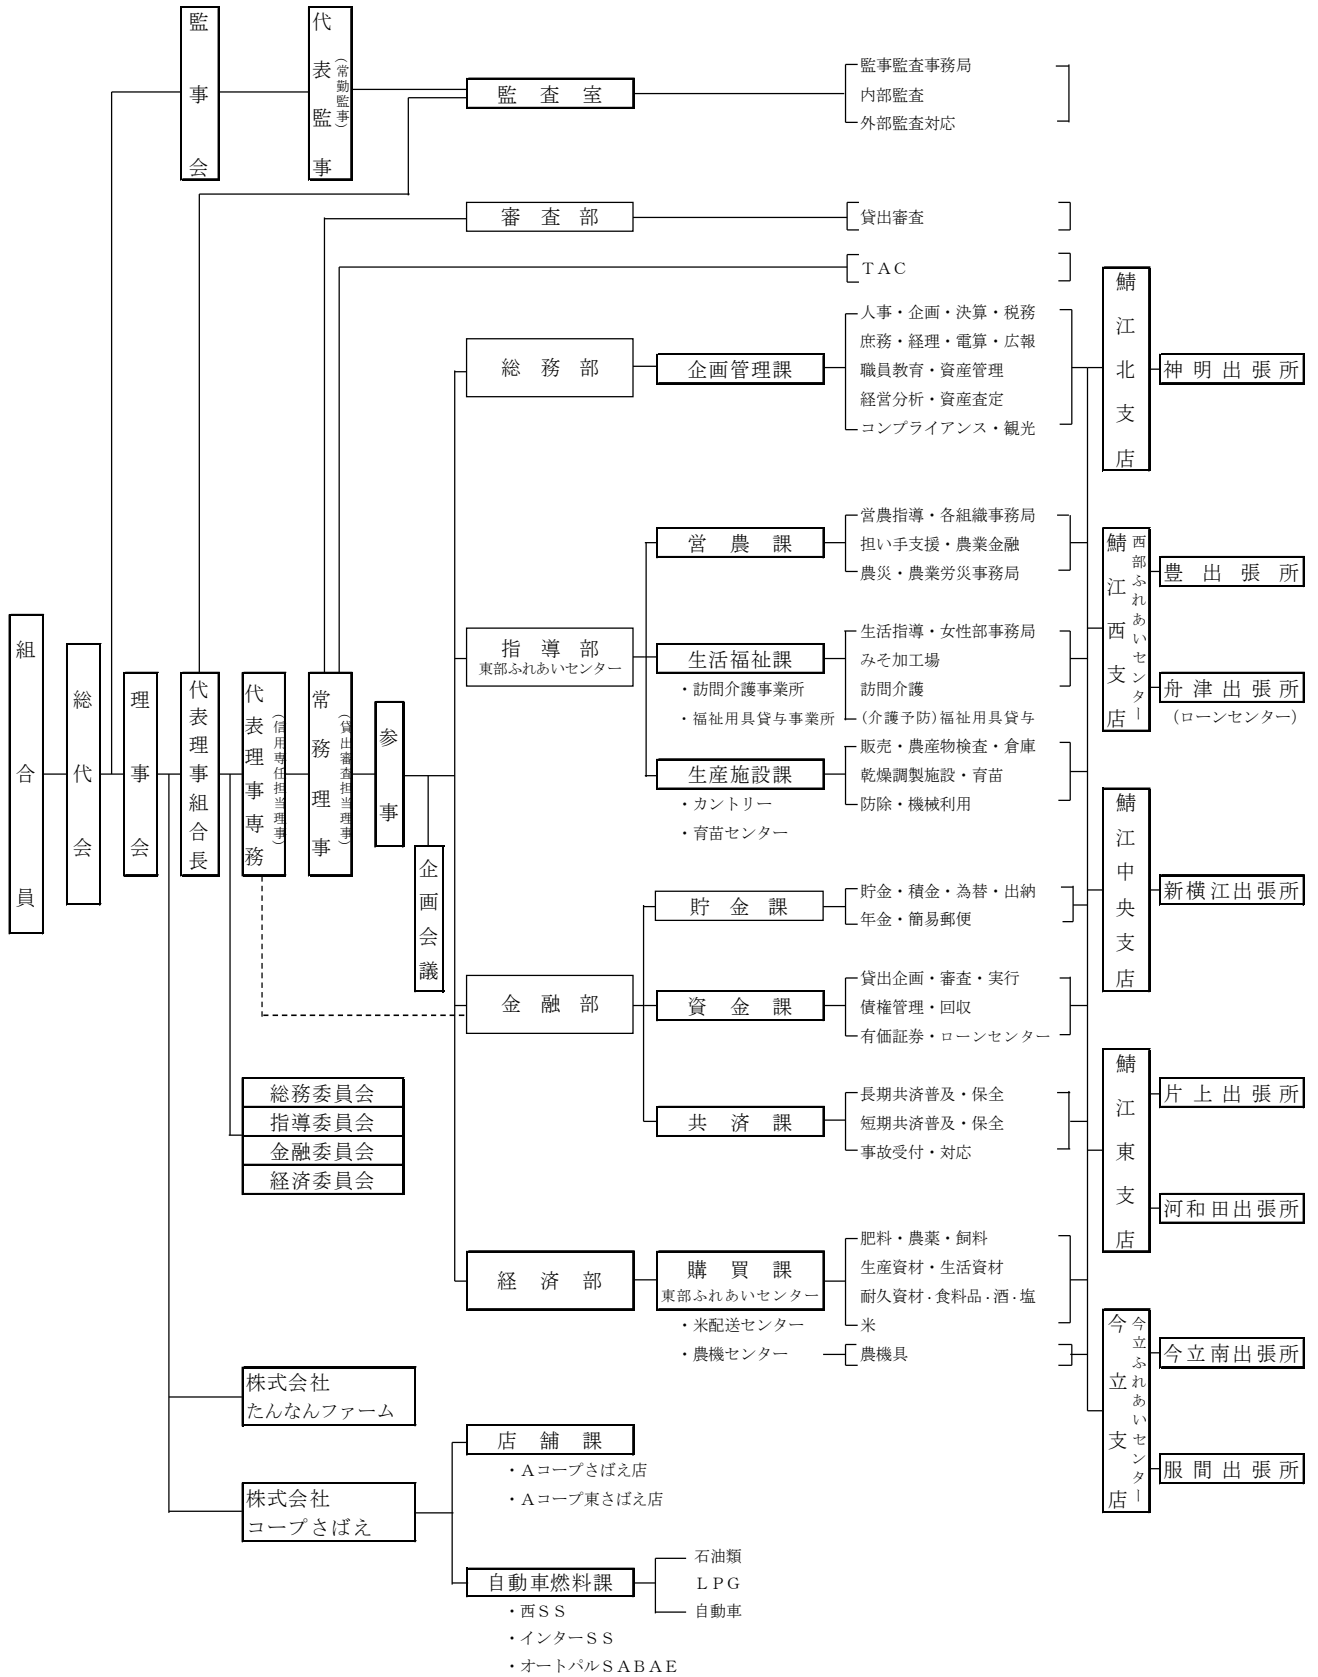 組合員
総代会
理事会
監事会
代表監事
(常勤監事)
代表理事組合長
代表理事専務
(信用専任担当理事)
常務理事
(貸出審査担当理事)
参事
企画会議
総務委員会
指導委員会
金融委員会
経済委員会
株式会社
たんなんファーム
株式会社
コープさばえ
監査室
監事監査事務局
内部監査
外部監査対応
審査部
貸出審査
TAC
総務部
企画管理課
人事・企画・決算・税務
庶務・経理・電算・広報
職員教育・資産管理
経営分析・資産査定
コンプライアンス・観光
指導部
東部ふれあいセンター
営農課
営農指導・各組織事務局
担い手支援・農業金融
農災・農業労災事務局
生活福祉課
・訪問介護事業所
・福祉用具貸与事業所
生活指導・女性部事務局
みそ加工場
訪問介護
(介護予防)福祉用具貸与
生産施設課
・カントリー
・育苗センター
販売・農産物検査・倉庫
乾燥調製施設・育苗
防除・機械利用
金融部
貯金課
貯金・積金・為替・出納
年金・簡易郵便
資金課
貸出企画・審査・実行
債権管理・回収
有価証券・ローンセンター
共済課
長期共済普及・保全
短期共済普及・保全
事故受付・対応
経済部
購買課
東部ふれあいセンター
・米配送センター
・農機センター
肥料・農薬・飼料
生産資材・生活資材
耐久資材・食料品・酒・塩
米
農機具
店舗課
・Aコープさばえ店
・Aコープ東さばえ店
自動車燃料課
・西SS
・インターSS
・オートパルSABAE
石油類
LPG
自動車
鯖江北支店
神明出張所
鯖江西支店
西部ふれあいセンター
豊出張所
舟津出張所
(ローンセンター)
鯖江中央支店
新横江出張所
鯖江東支店
片上出張所
河和田出張所
今立支店
今立ふれあいセンター
今立南出張所
服間出張所